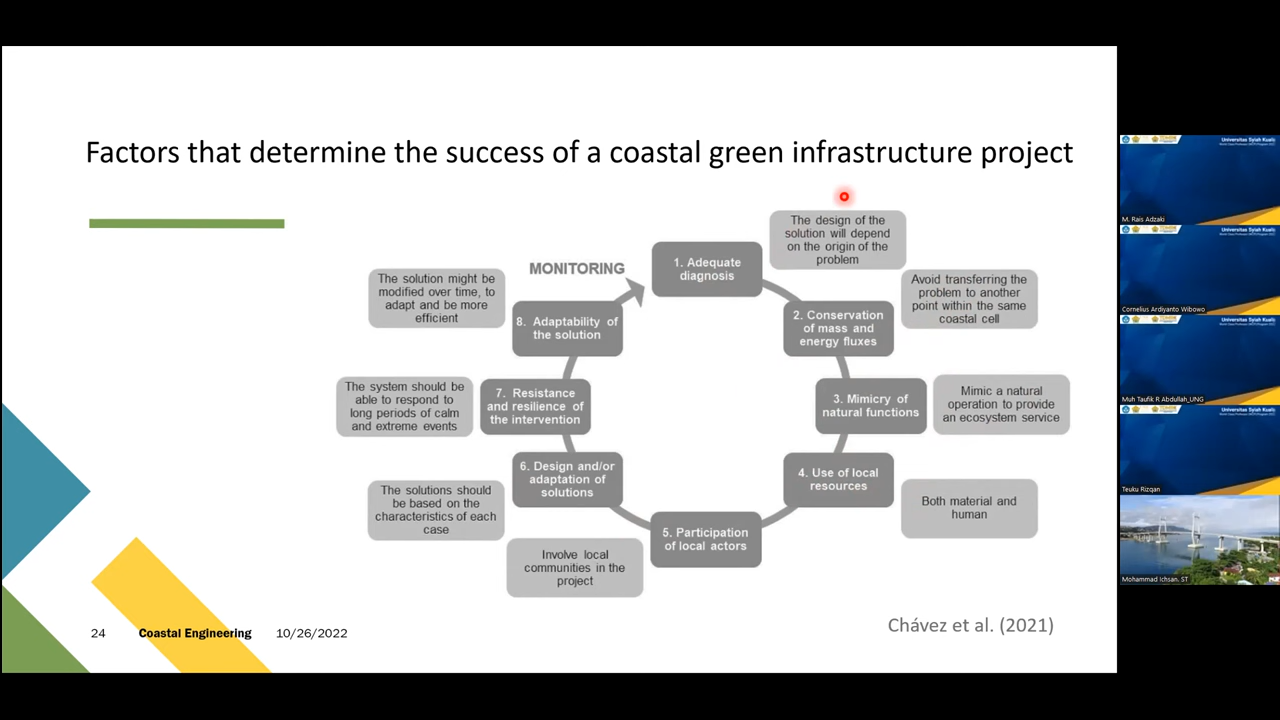 Factors that determine the success of a coastal green infrastructure project
MONITORING
1. Adequate
diagnosis
The design of the
solution will depend
on the origin of the
problem
2. Conservation
of mass and
energy fluxes
Avoid transferring the
problem to another
point within the same
coastal cell
3. Mimicry of
natural functions
Mimic a natural
operation to provide
an ecosystem service
4. Use of local
resources
Both material and
human
5. Participation
of local actors
Involve local
communities in the
project
6. Design and/or
adaptation of
solutions
The solutions should
be based on the
characteristics of each
case
7. Resistance
and resilience of
the intervention
The system should be
able to respond to
long periods of calm
and extreme events
8. Adaptability of
the solution
The solution might be
modified over time, to
adapt and be more
efficient
Chávez et al. (2021)
24 Coastal Engineering 10/26/2022
Universitas Syiah Kuala
M. Rais Adzaki
Cornelius Ardiyanto Wibowo
Universitas Syiah Kuala
Muh Taufik R Abdullah_UNG
Universitas Syiah Kuala
Teuku Rizqan
Mohammad Ichsan, ST